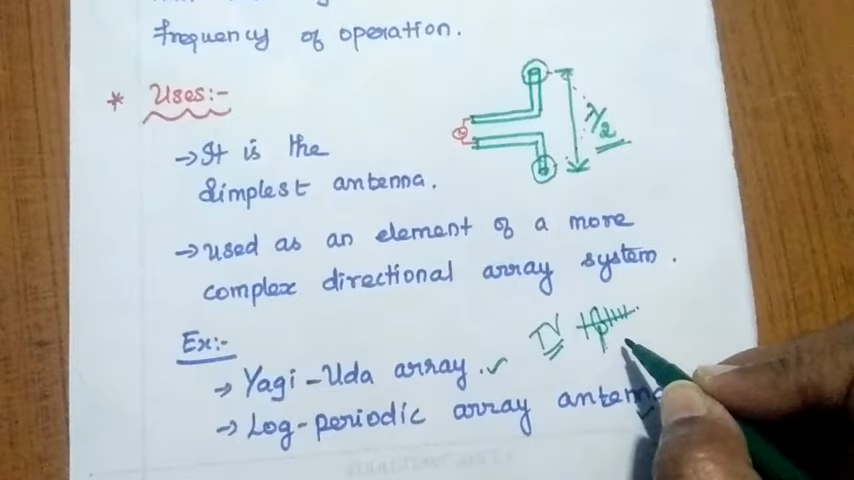 frequency of operation.
* Uses:-
→ It is the
simplest antenna.
λ/2
→ used as an element of a more
complex directional array system.
Ex:-
TV
→ Yagi-Uda array.
→ Log-periodic array antenna